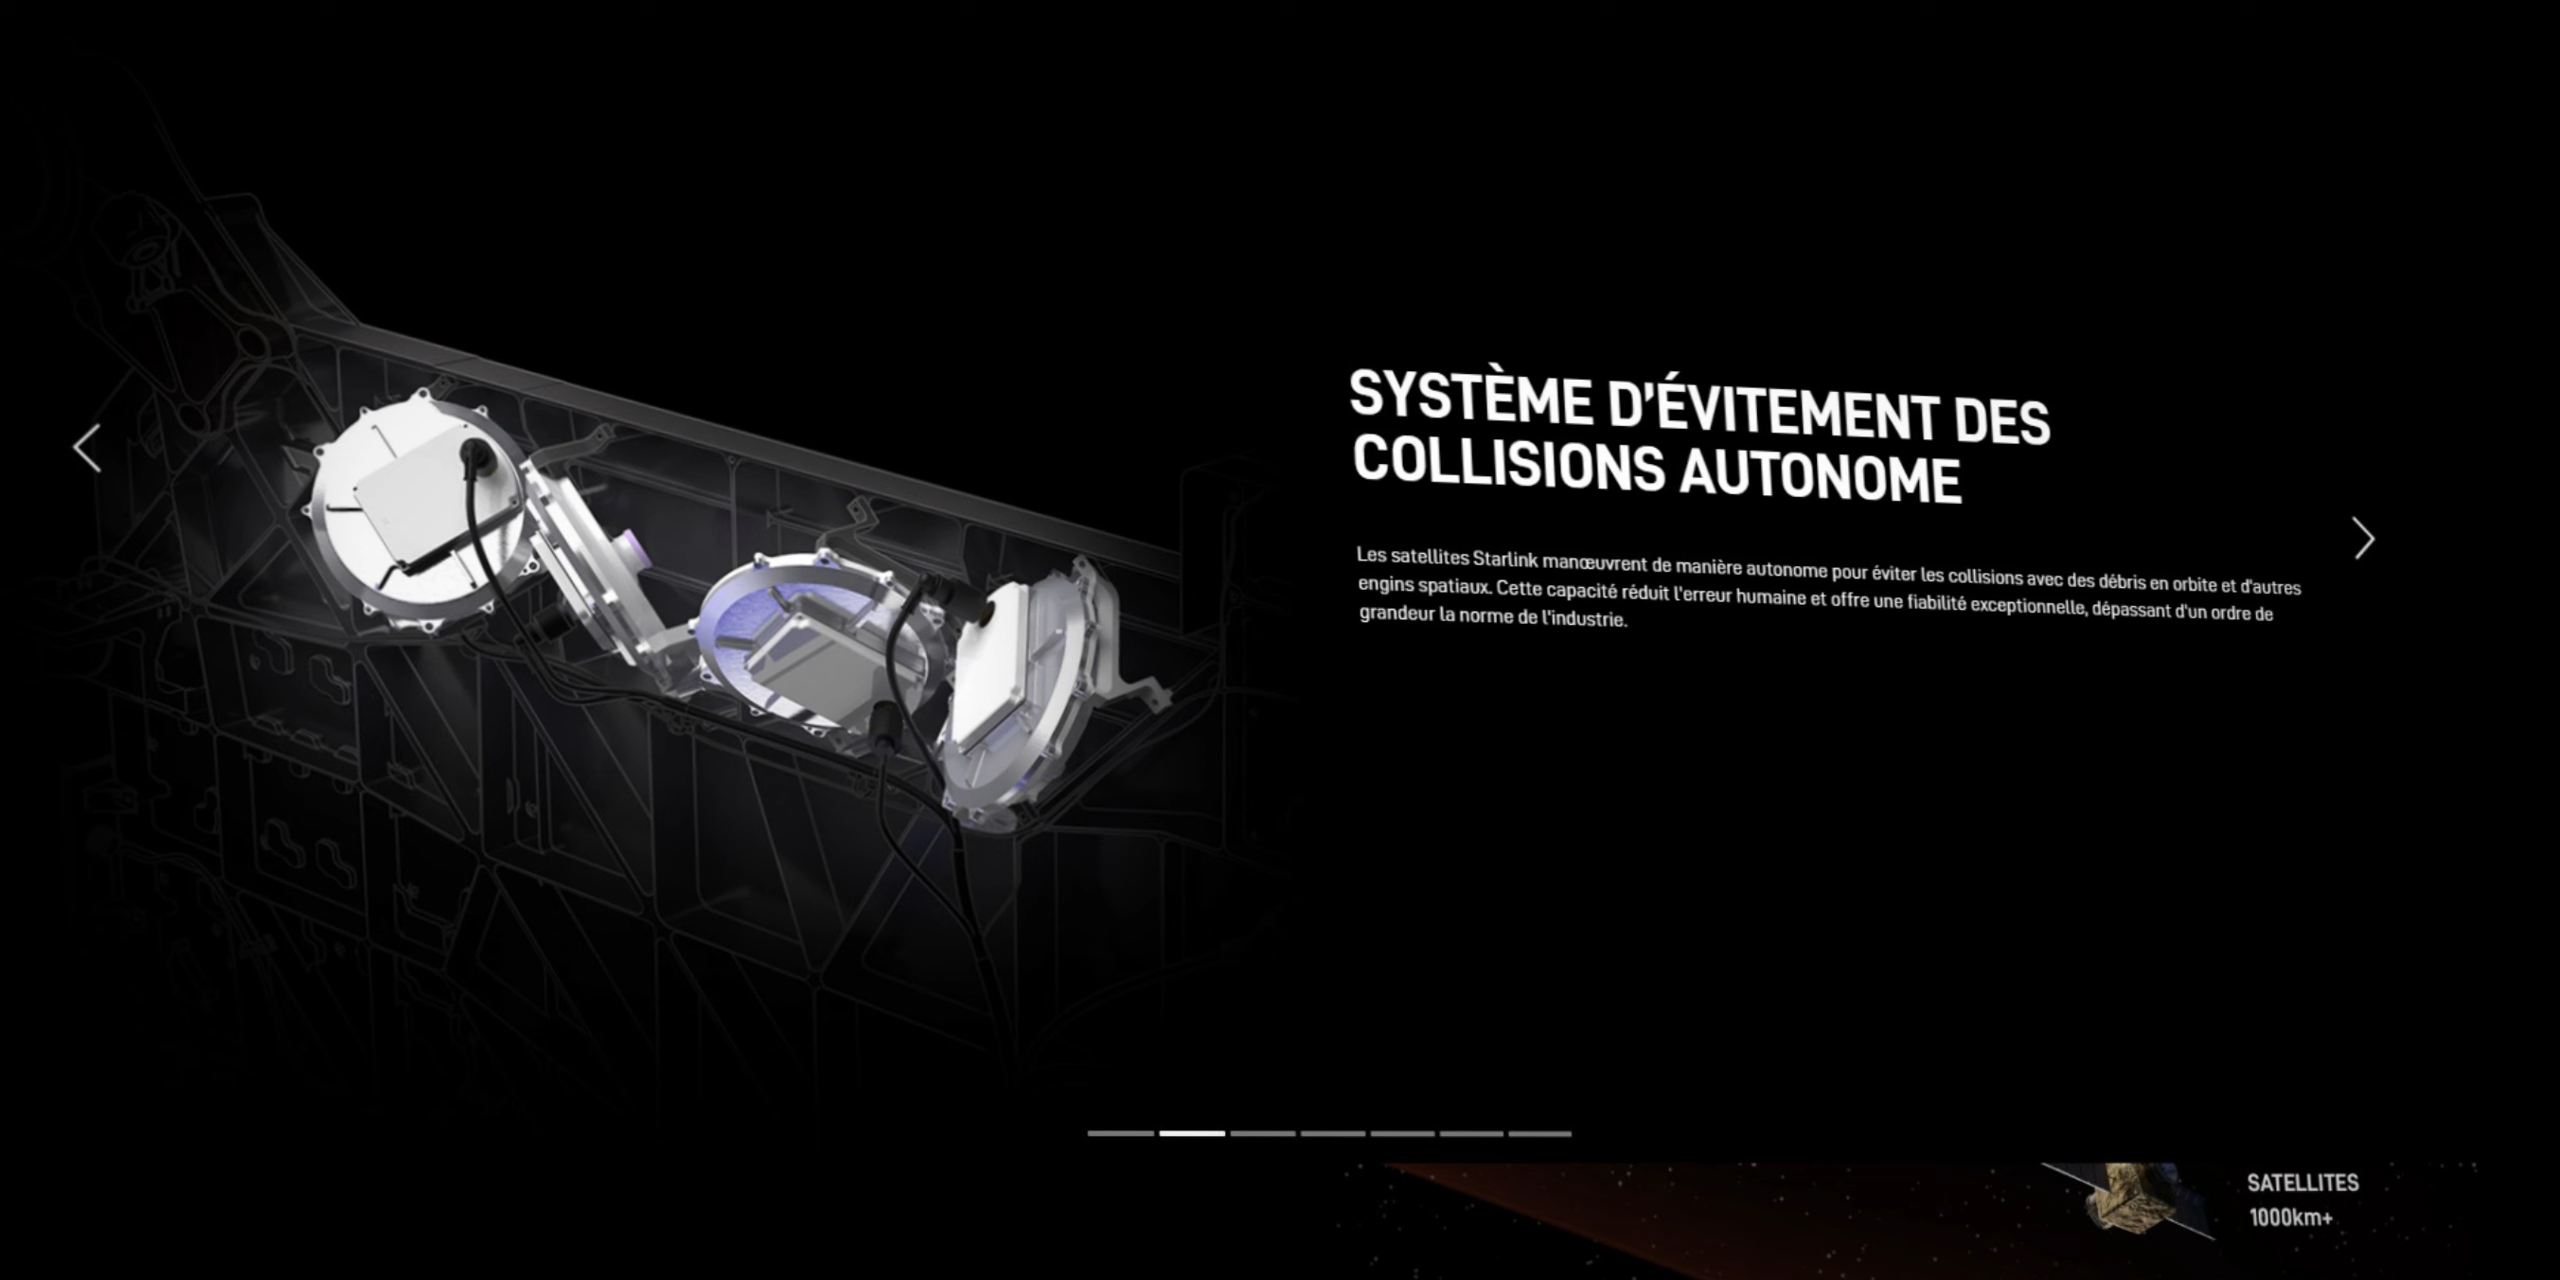 SYSTÈME D'ÉVITEMENT DES
COLLISIONS AUTONOME
Les satellites Starlink manœuvrent de manière autonome pour éviter les collisions avec des débris en orbite et d'autres
engins spatiaux. Cette capacité réduit l'erreur humaine et offre une fiabilité exceptionnelle, dépassant d'un ordre de
grandeur la norme de l'industrie.
SATELLITES
1000km+